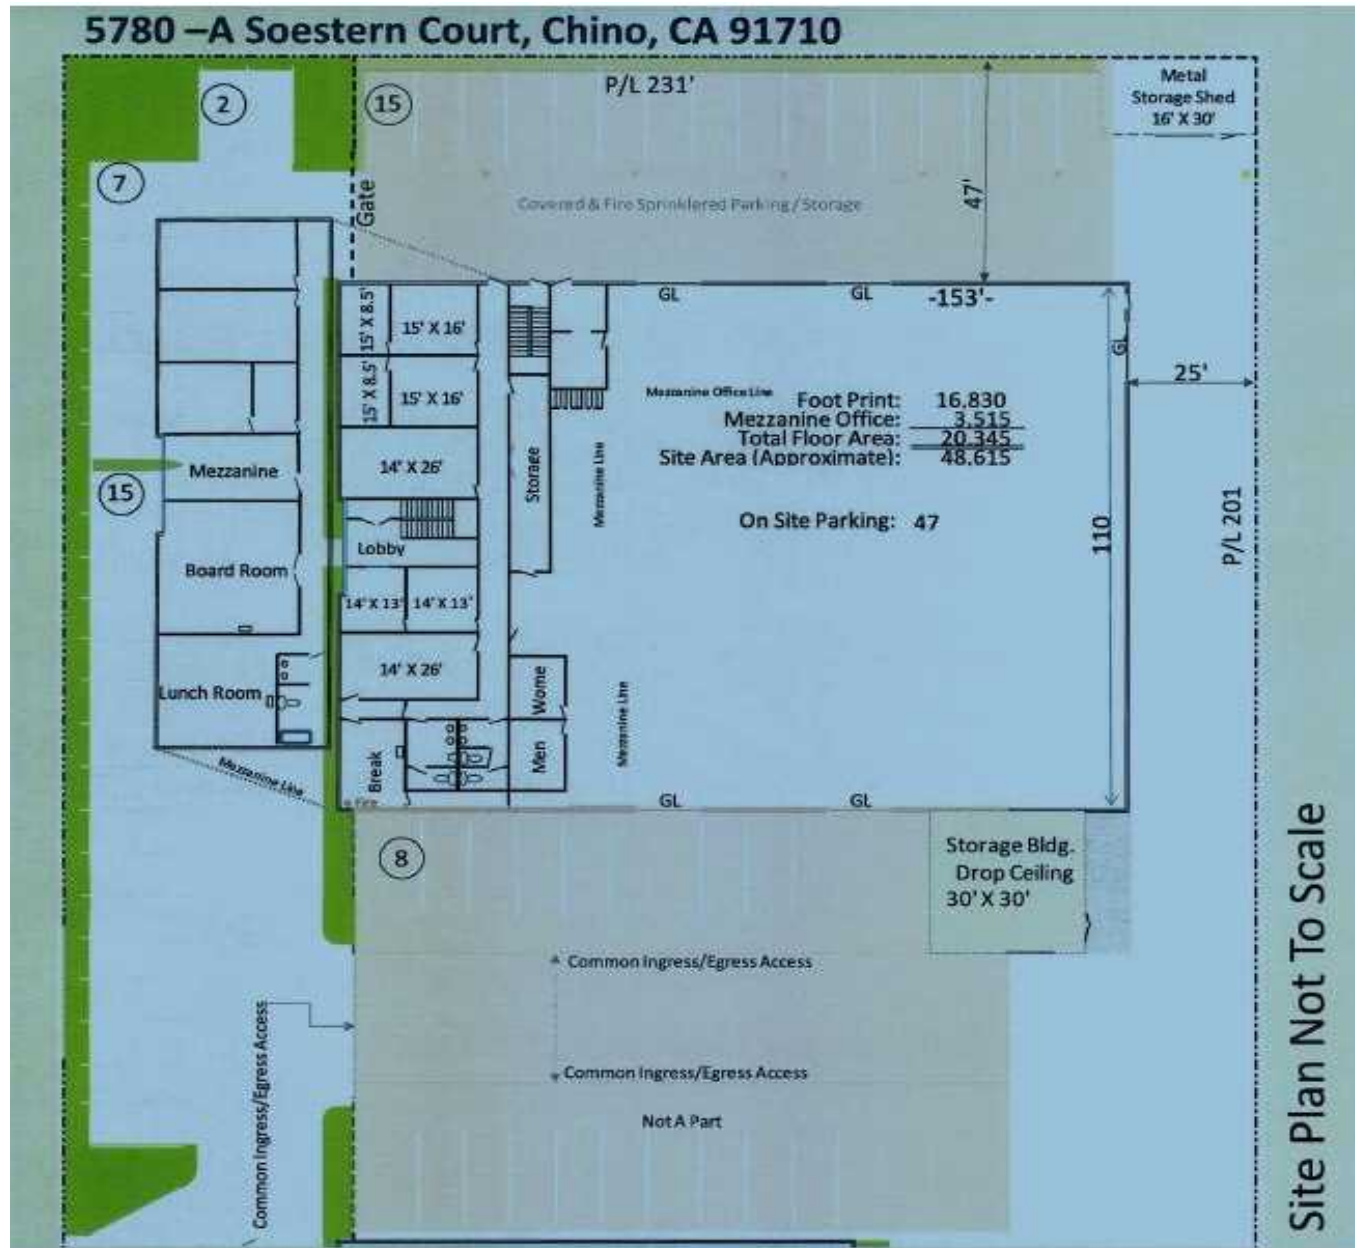 5780 –A Soestern Court, Chino, CA 91710
P/L 231'
Metal
Storage Shed
16' X 30'
2
15
7
Gate
47'
Covered & Fire Sprinklered Parking / Storage
GL
GL
-153'-
GL
25'
15' X 8.5'
15' X 16'
15' X 8.5'
15' X 16'
Mezzanine Office Line
Foot Print: 16,830
Mezzanine Office: 3,515
Total Floor Area: 20,345
Site Area (Approximate): 48,615
On Site Parking: 47
14' X 26'
Mezzanine
15
Storage
Mezzanine Line
110
P/L 201
Lobby
Board Room
14' X 13'
14' X 13'
14' X 26'
Lunch Room
Wome
Men
Mezzanine Line
Break
Mezzanine Line
Fire
GL
GL
8
Storage Bldg.
Drop Ceiling
30' X 30'
Common Ingress/Egress Access
Common Ingress/Egress Access
Common Ingress/Egress Access
Not A Part
Site Plan Not To Scale